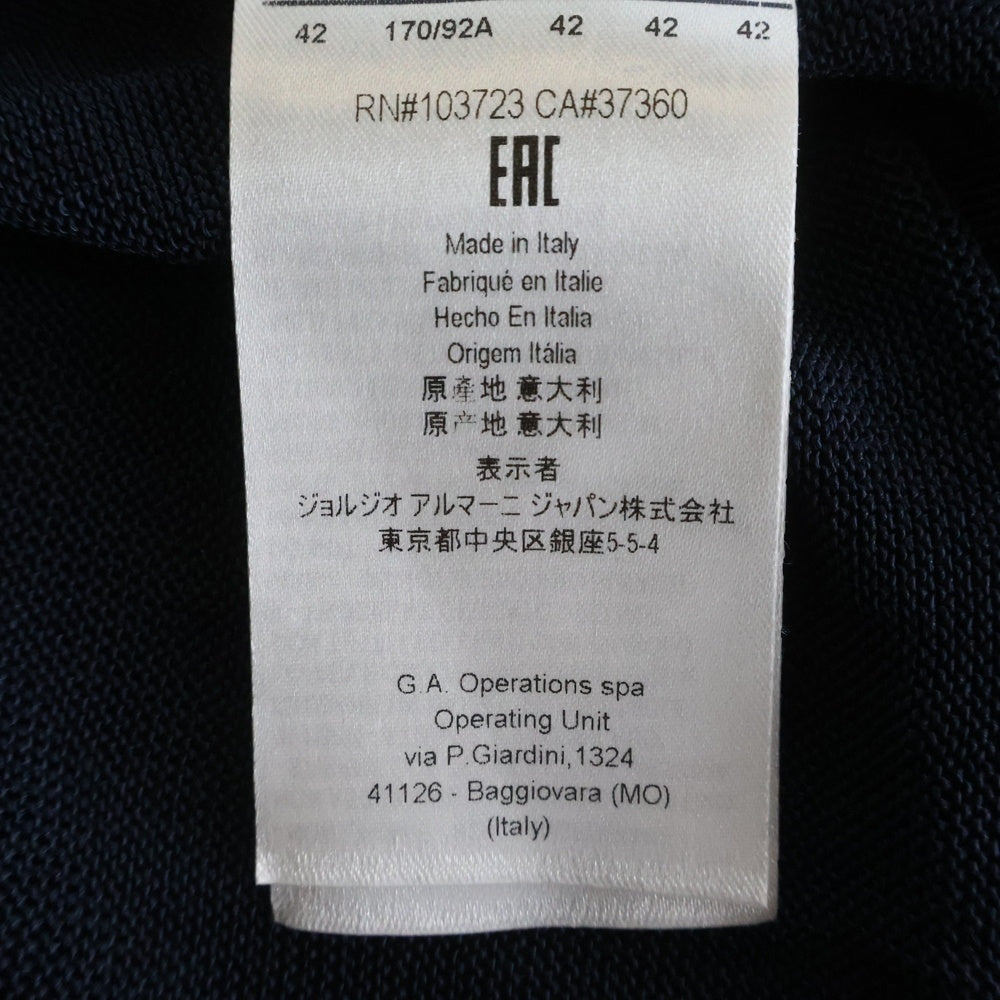 42 170/92A 42 42 42
RN#103723 CA#37360
EAC
Made in Italy
Fabriqué en Italie
Hecho En Italia
Origem Itália
原産地 意大利
原产地 意大利
表示者
ジョルジオ アルマーニ ジャパン株式会社
東京都中央区銀座5-5-4
G.A. Operations spa
Operating Unit
via P.Giardini,1324
41126 - Baggiovara (MO)
(Italy)